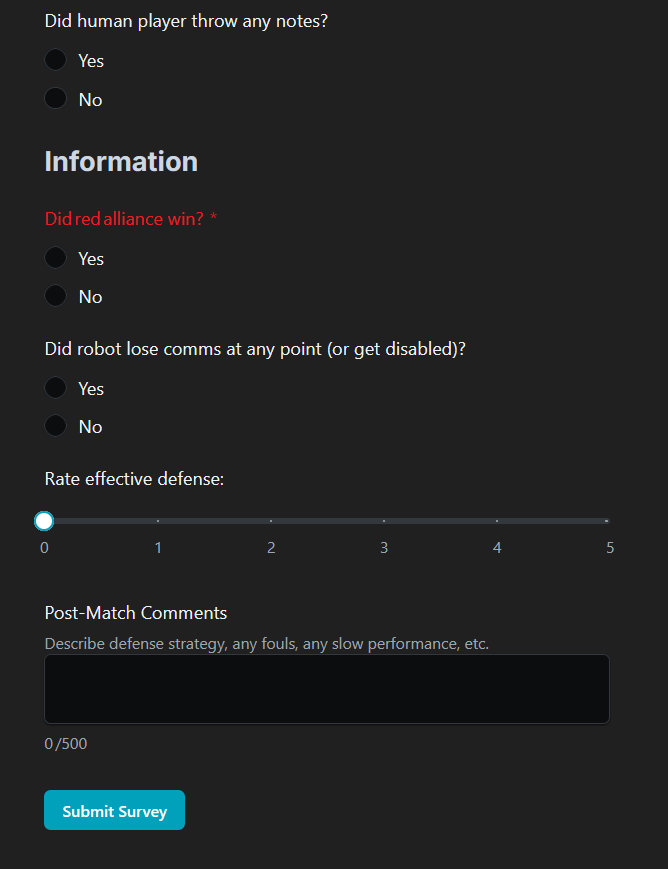 Did human player throw any notes?
Yes
No
Information
Did red alliance win? *
Yes
No
Did robot lose comms at any point (or get disabled)?
Yes
No
Rate effective defense:
0 1 2 3 4 5
Post-Match Comments
Describe defense strategy, any fouls, any slow performance, etc.
0/500
Submit Survey